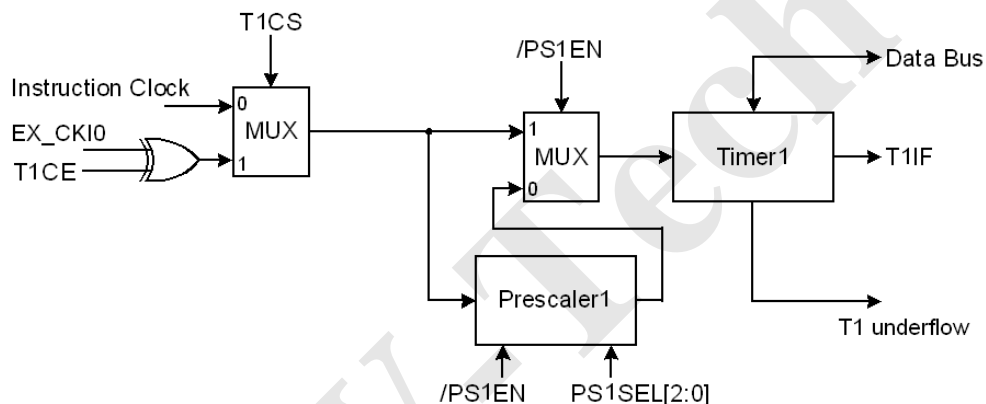 T1CS
Instruction Clock
0
MUX
EX_CKI0
T1CE
1
/PS1EN
1
MUX
0
Timer1
Data Bus
T1IF
T1 underflow
Prescaler1
/PS1EN
PS1SEL[2:0]
Y-Tech